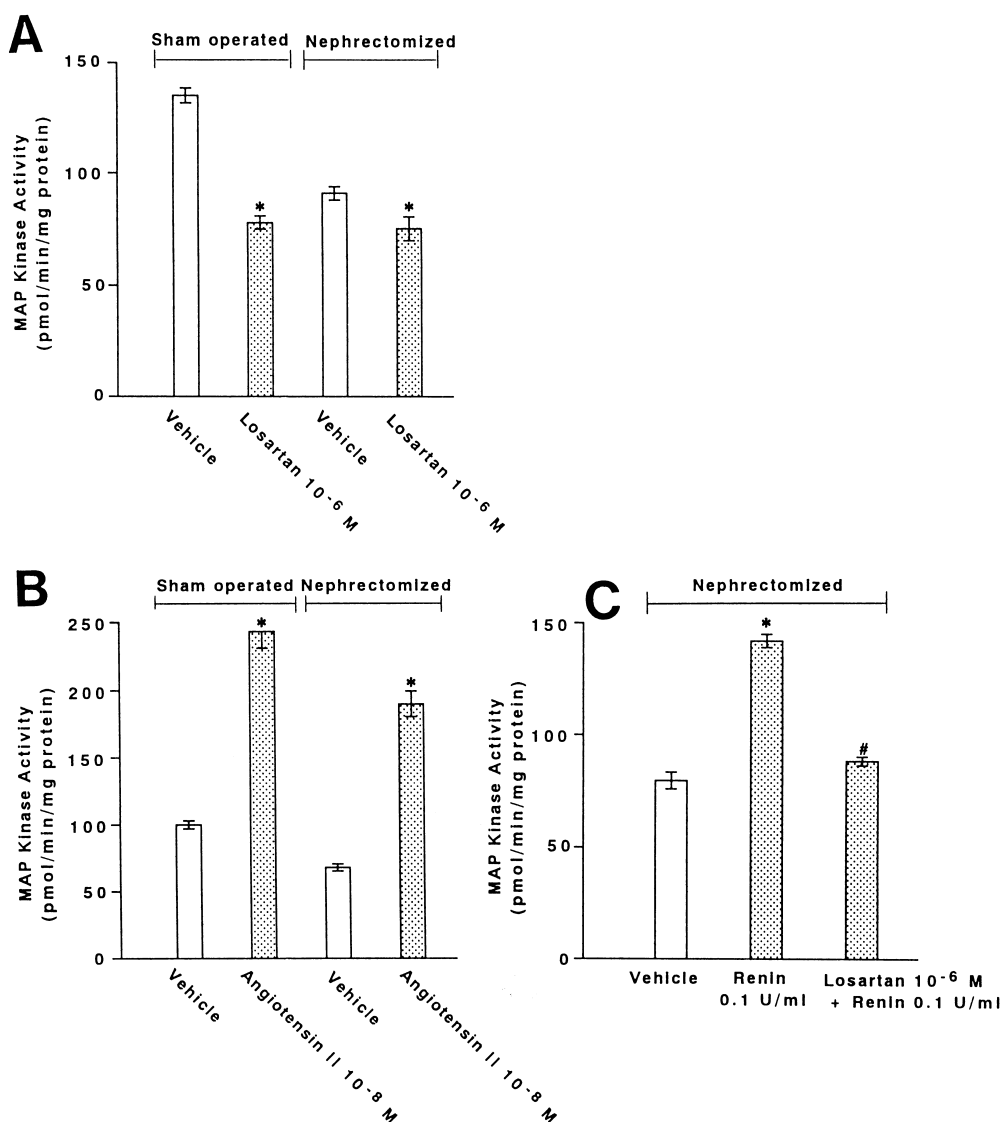 A
Sham operated Nephrectomized
MAP Kinase Activity
(pmol/min/mg protein)
150
100
50
0
*
*
Vehicle
Losartan 10-6 M
Vehicle
Losartan 10-6 M
B
Sham operated Nephrectomized
MAP Kinase Activity
(pmol/min/mg protein)
250
200
150
100
50
0
*
*
Vehicle
Angiotensin II 10-8 M
Vehicle
Angiotensin II 10-8 M
C
Nephrectomized
MAP Kinase Activity
(pmol/min/mg protein)
150
100
50
0
*
#
Vehicle
Renin
0.1 U/ml
Losartan 10-6 M
+ Renin 0.1 U/ml